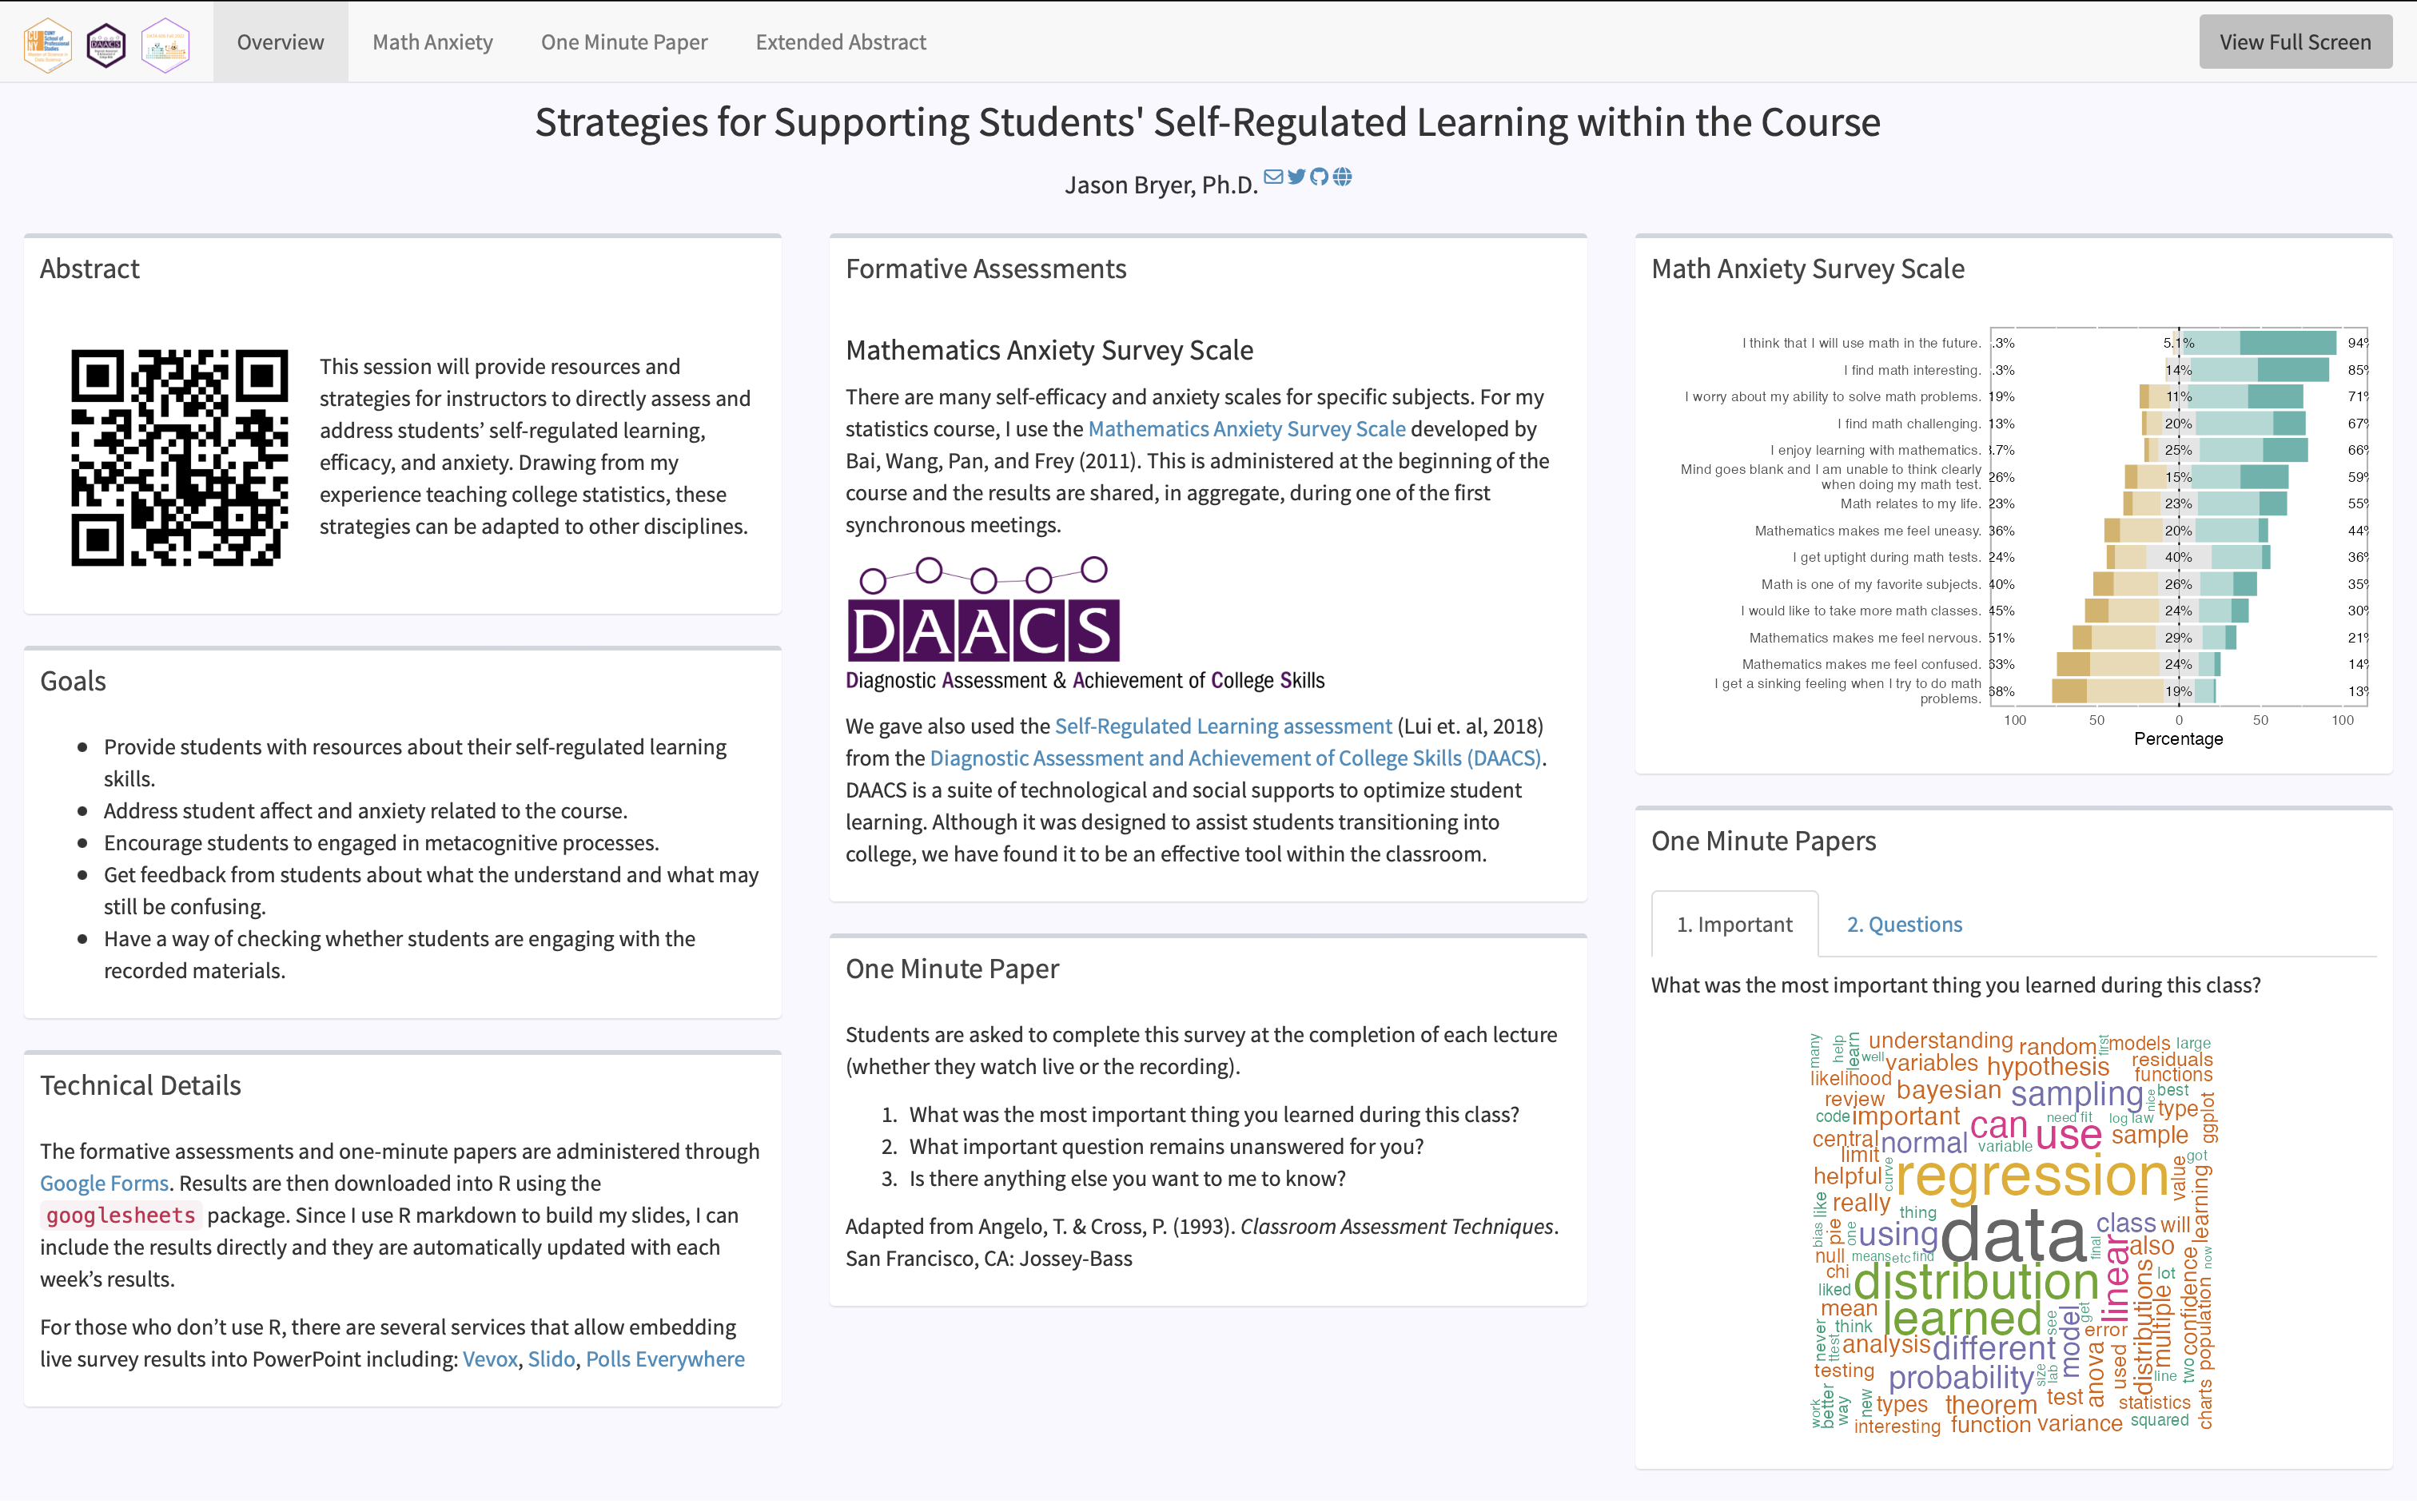 Overview
Math Anxiety
One Minute Paper
Extended Abstract
View Full Screen
Strategies for Supporting Students' Self-Regulated Learning within the Course
Jason Bryer, Ph.D.
Abstract
This session will provide resources and
strategies for instructors to directly assess and
address students’ self-regulated learning,
efficacy, and anxiety. Drawing from my
experience teaching college statistics, these
strategies can be adapted to other disciplines.
Goals
Provide students with resources about their self-regulated learning
skills.
Address student affect and anxiety related to the course.
Encourage students to engaged in metacognitive processes.
Get feedback from students about what the understand and what may
still be confusing.
Have a way of checking whether students are engaging with the
recorded materials.
Technical Details
The formative assessments and one-minute papers are administered through
Google Forms. Results are then downloaded into R using the
googlesheets package. Since I use R markdown to build my slides, I can
include the results directly and they are automatically updated with each
week’s results.
For those who don’t use R, there are several services that allow embedding
live survey results into PowerPoint including: Vevox, Slido, Polls Everywhere
Formative Assessments
Mathematics Anxiety Survey Scale
There are many self-efficacy and anxiety scales for specific subjects. For my
statistics course, I use the Mathematics Anxiety Survey Scale developed by
Bai, Wang, Pan, and Frey (2011). This is administered at the beginning of the
course and the results are shared, in aggregate, during one of the first
synchronous meetings.
DAACS
Diagnostic Assessment & Achievement of College Skills
We gave also used the Self-Regulated Learning assessment (Lui et. al, 2018)
from the Diagnostic Assessment and Achievement of College Skills (DAACS).
DAACS is a suite of technological and social supports to optimize student
learning. Although it was designed to assist students transitioning into
college, we have found it to be an effective tool within the classroom.
One Minute Paper
Students are asked to complete this survey at the completion of each lecture
(whether they watch live or the recording).
1. What was the most important thing you learned during this class?
2. What important question remains unanswered for you?
3. Is there anything else you want to me to know?
Adapted from Angelo, T. & Cross, P. (1993). Classroom Assessment Techniques.
San Francisco, CA: Jossey-Bass
Math Anxiety Survey Scale
I think that I will use math in the future. .3% 5.1% 94%
I find math interesting. .3% 14% 85%
I worry about my ability to solve math problems. 19% 11% 71%
I find math challenging. 13% 20% 67%
I enjoy learning with mathematics. .7% 25% 66%
Mind goes blank and I am unable to think clearly
when doing my math test. 26% 15% 59%
Math relates to my life. 23% 23% 55%
Mathematics makes me feel uneasy. 36% 20% 44%
I get uptight during math tests. 24% 40% 36%
Math is one of my favorite subjects. 40% 26% 35%
I would like to take more math classes. 45% 24% 30%
Mathematics makes me feel nervous. 51% 29% 21%
Mathematics makes me feel confused. 63% 24% 14%
I get a sinking feeling when I try to do math
problems. 68% 19% 13%
100 50 0 50 100
Percentage
One Minute Papers
1. Important
2. Questions
What was the most important thing you learned during this class?
many help learn well understanding random first models large
variables hypothesis residuals
functions
likelihood bayesian sampling nice best
review
code important can need fit log law type ggplot
central normal variable use sample
limit
helpful curve regression value got
really learning
like thing
bias pie one using data class will
null means etc find final linear also
chi distribution lot now
liked distributions multiple confidence
mean learned see model get error population
never think
ttest analysis different anova used
testing probability size lab line two
work better way new types theorem test statistics charts
interesting function variance squared